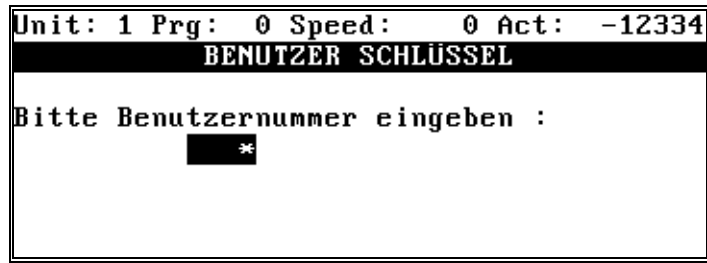 Unit: 1 Prg: 0 Speed: 0 Act: -12334
BENUTZER SCHLÜSSEL
Bitte Benutzernummer eingeben :
*